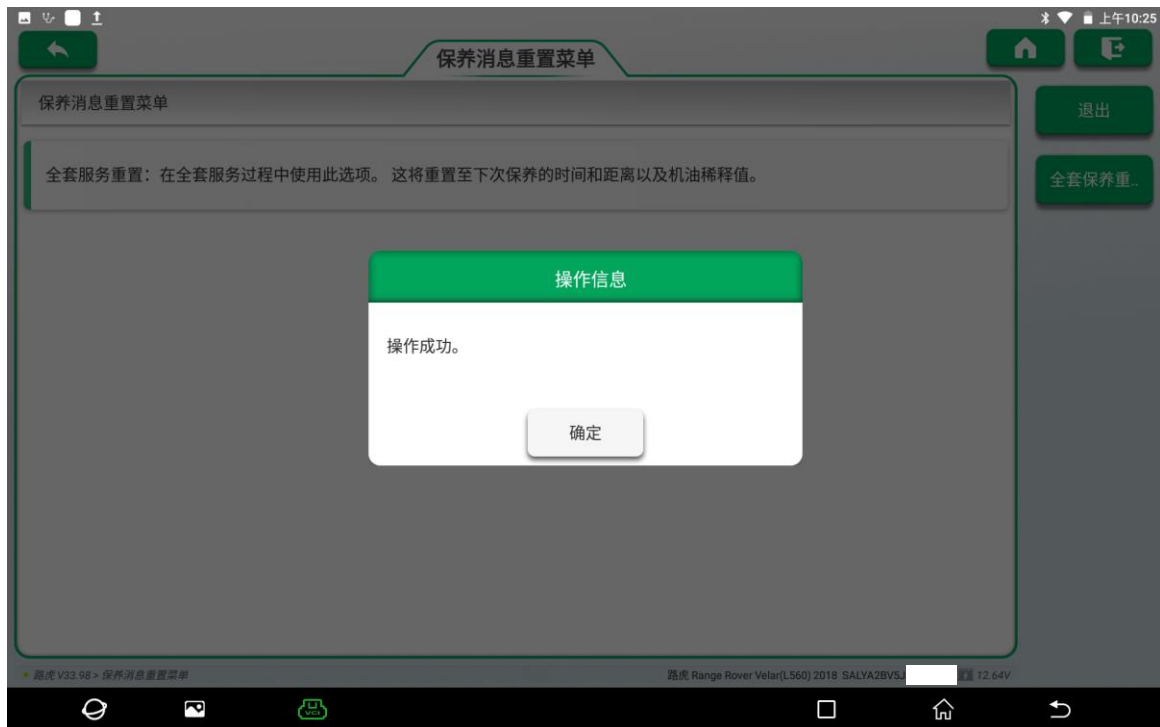 上午10:25
保养消息重置菜单
保养消息重置菜单
退出
全套服务重置：在全套服务过程中使用此选项。 这将重置至下次保养的时间和距离以及机油稀释值。
全套保养重..
操作信息
操作成功。
确定
路虎 V33.98 > 保养消息重置菜单
路虎 Range Rover Velar(L560) 2018 SALYA2BV5J
12.64V
VCI